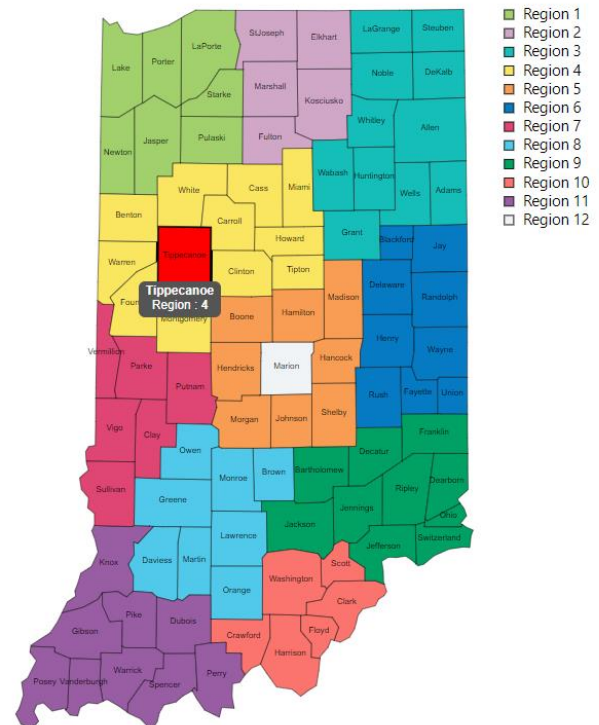 StJoseph
Elkhart
LaGrange
Steuben
LaPorte
Porter
Lake
Noble
DeKalb
Marshall
Starke
Kosciusko
Whitley
Allen
Fulton
Pulaski
Jasper
Newton
Wabash
Huntington
White
Cass
Miami
Wells
Adams
Benton
Carroll
Grant
Howard
Blackford
Jay
Tippecanoe
Warren
Clinton
Tipton
Delaware
Randolph
Madison
Tippecanoe
Region : 4
Foun
Montgomery
Boone
Hamilton
Henry
Wayne
Vermillion
Parke
Hendricks
Marion
Hancock
Putnam
Rush
Fayette
Union
Vigo
Clay
Morgan
Johnson
Shelby
Franklin
Owen
Decatur
Monroe
Brown
Bartholomew
Dearborn
Sullivan
Greene
Ripley
Jennings
Ohio
Jackson
Lawrence
Switzerland
Jefferson
Knox
Daviess
Martin
Scott
Washington
Orange
Clark
Pike
Dubois
Gibson
Floyd
Crawford
Harrison
Warrick
Perry
Posey
Vanderburgh
Spencer
Region 1
Region 2
Region 3
Region 4
Region 5
Region 6
Region 7
Region 8
Region 9
Region 10
Region 11
Region 12